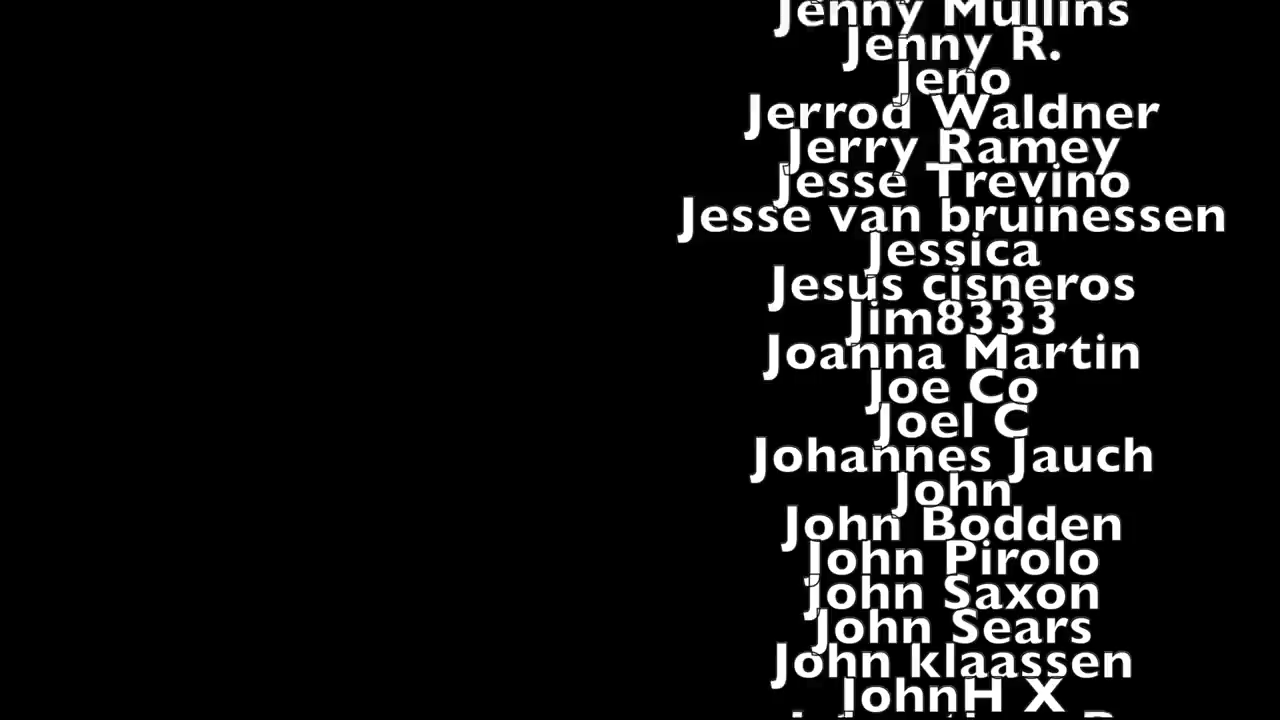 Jenny Mullins
Jenny R.
Jeno
Jerrod Waldner
Jerry Ramey
Jesse Trevino
Jesse van bruinessen
Jessica
Jesus cisneros
Jim8333
Joanna Martin
Joe Co
Joel C
Johannes Jauch
John
John Bodden
John Pirolo
John Saxon
John Sears
John klaassen
JohnH X